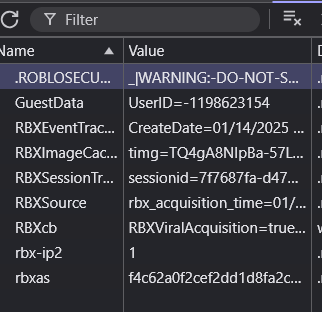 Filter
Name Value D
.ROBLOSECU... _|WARNING:-DO-NOT-S...
GuestData UserID=-1198623154
RBXEventTrac... CreateDate=01/14/2025
RBXImageCac... timg=TQ4gA8NIpBa-57L...
RBXSessionTr... sessionid=7f7687fa-d47...
RBXSource rbx_acquisition_time=01/...
RBXcb RBXViralAcquisition=true...
rbx-ip2 1
rbxas f4c62a0f2cef2dd1d8fa2c...